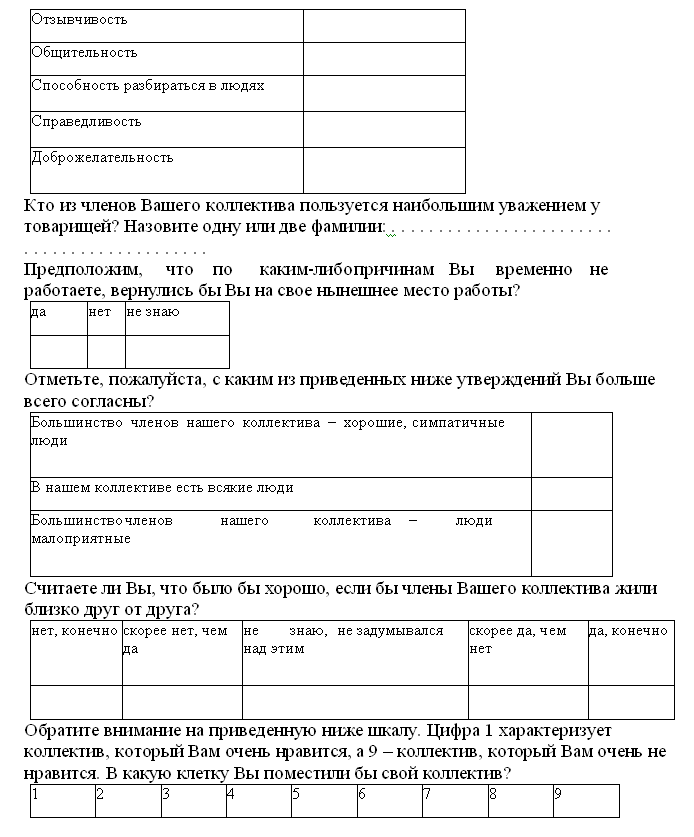 Отзывчивость
Общительность
Способность разбираться в людях
Справедливость
Доброжелательность
Кто из членов Вашего коллектива пользуется наибольшим уважением у
товарищей? Назовите одну или две фамилии: . . . . . . . . . . . . . . . . . . . . . . . .
. . . . . . . . . . . . . . . . . . . .
Предположим, что по каким-либопричинам Вы временно не
работаете, вернулись бы Вы на свое нынешнее место работы?
да нет не знаю
Отметьте, пожалуйста, с каким из приведенных ниже утверждений Вы больше
всего согласны?
Большинство членов нашего коллектива – хорошие, симпатичные
люди
В нашем коллективе есть всякие люди
Большинствочленов нашего коллектива – люди
малоприятные
Считаете ли Вы, что было бы хорошо, если бы члены Вашего коллектива жили
близко друг от друга?
нет, конечно скорее нет, чем не знаю, не задумывался скорее да, чем да, конечно
да над этим нет
Обратите внимание на приведенную ниже шкалу. Цифра 1 характеризует
коллектив, который Вам очень нравится, а 9 – коллектив, который Вам очень не
нравится. В какую клетку Вы поместили бы свой коллектив?
1 2 3 4 5 6 7 8 9